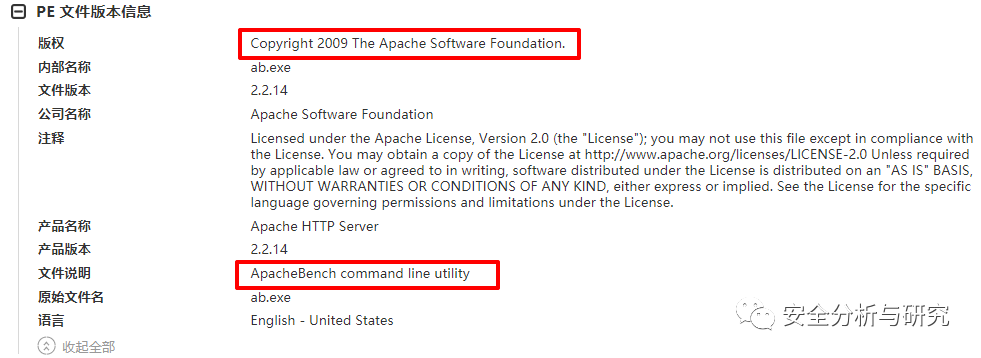 PE 文件版本信息
版权 Copyright 2009 The Apache Software Foundation.
内部名称 ab.exe
文件版本 2.2.14
公司名称 Apache Software Foundation
注释 Licensed under the Apache License, Version 2.0 (the "License"); you may not use this file except in compliance with
the License. You may obtain a copy of the License at http://www.apache.org/licenses/LICENSE-2.0 Unless required
by applicable law or agreed to in writing, software distributed under the License is distributed on an "AS IS" BASIS,
WITHOUT WARRANTIES OR CONDITIONS OF ANY KIND, either express or implied. See the License for the specific
language governing permissions and limitations under the License.
产品名称 Apache HTTP Server
产品版本 2.2.14
文件说明 ApacheBench command line utility
原始文件名 ab.exe
语言 English - United States
安全分析与研究
收起全部